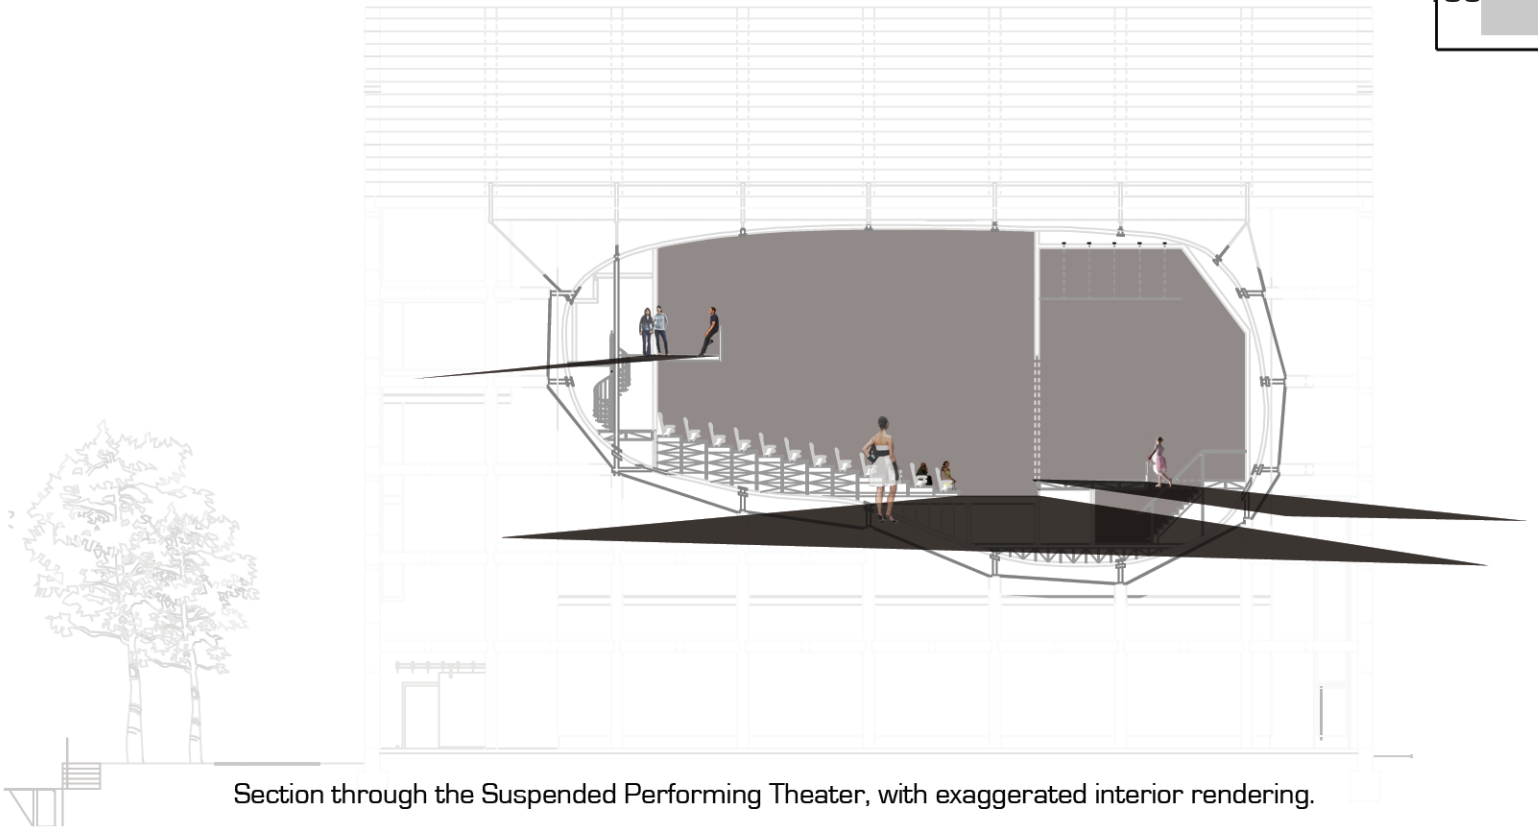 Section through the Suspended Performing Theater, with exaggerated interior rendering.